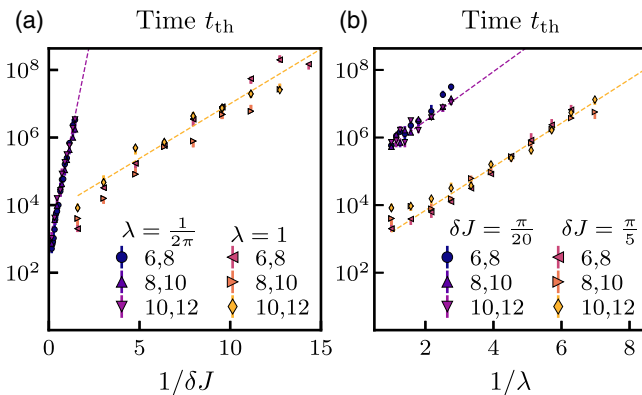 (a) Time t_th
10^8
10^6
10^4
10^2
λ = 1/2π λ = 1
6,8 6,8
8,10 8,10
10,12 10,12
0 5 10 15
1/δJ
(b) Time t_th
10^8
10^6
10^4
10^2
δJ = π/20 δJ = π/5
6,8 6,8
8,10 8,10
10,12 10,12
2 4 6 8
1/λ